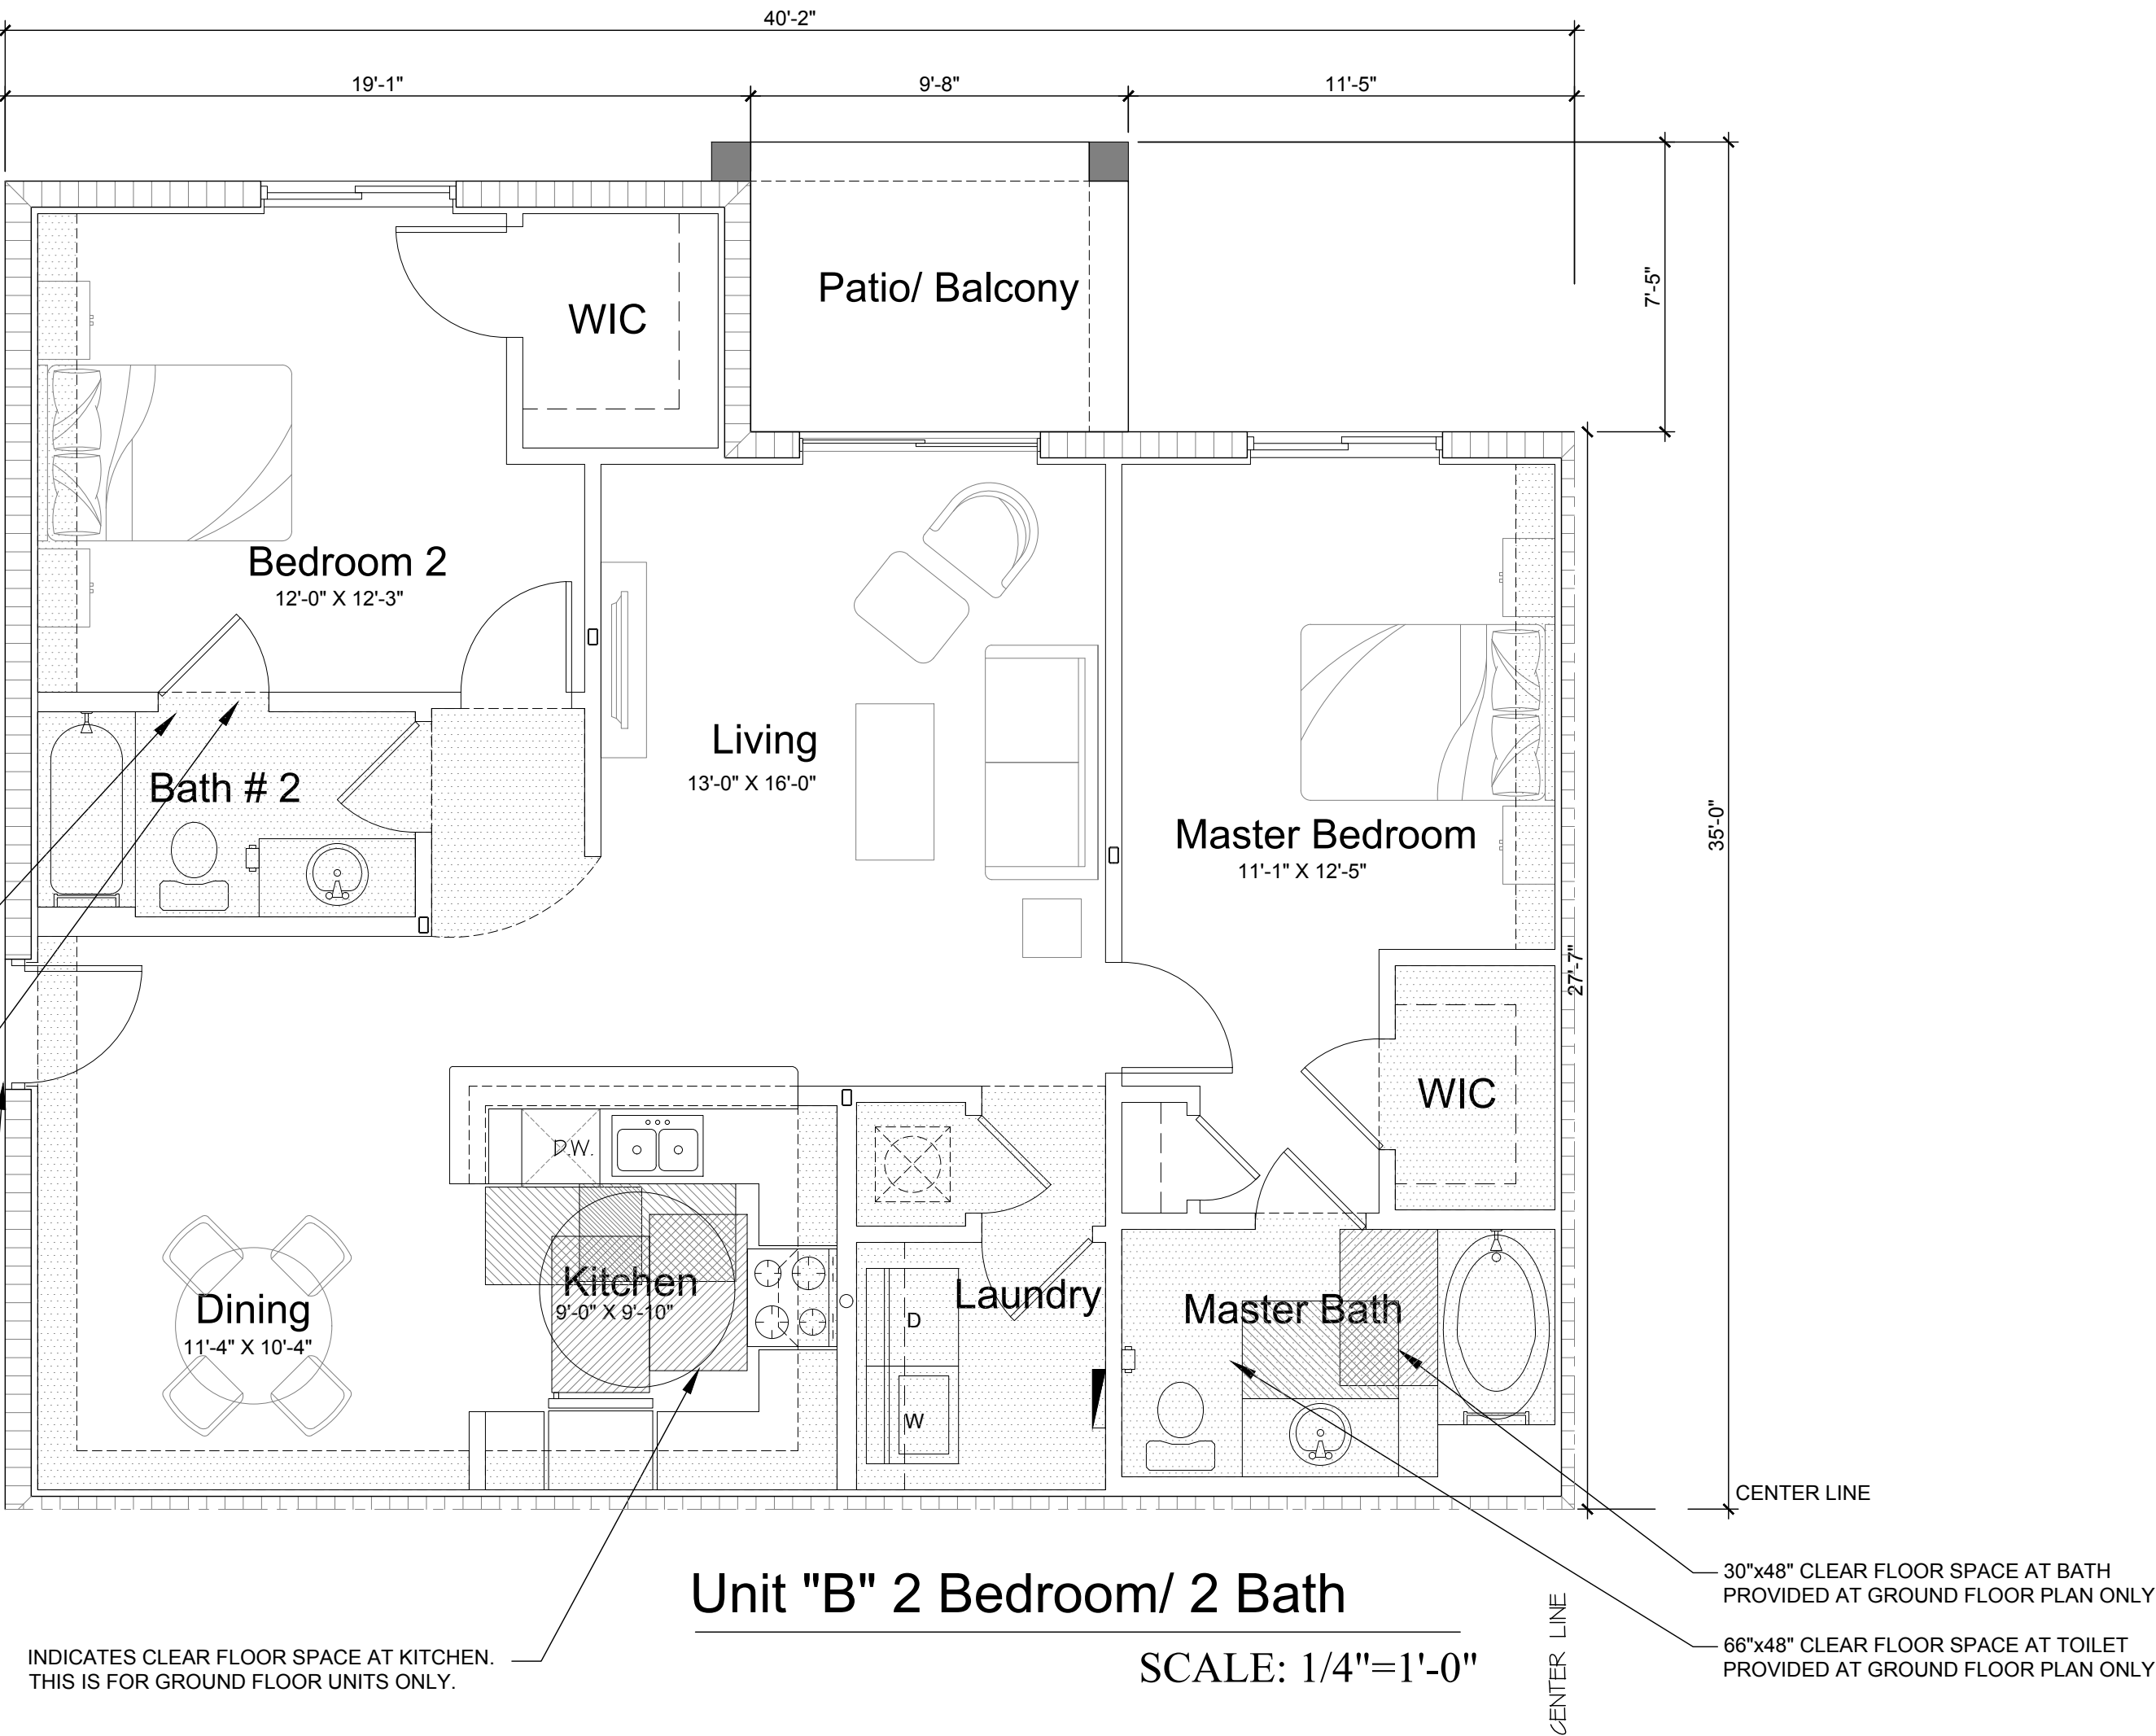 40'-2"
19'-1"
9'-8"
11'-5"
Patio/ Balcony
7'-5"
WIC
Bedroom 2
12'-0" X 12'-3"
Living
13'-0" X 16'-0"
Bath # 2
Master Bedroom
11'-1" X 12'-5"
35'-0"
27'-7"
WIC
D.W.
Kitchen
9'-0" X 9'-10"
Dining
11'-4" X 10'-4"
Laundry
D
W
Master Bath
CENTER LINE
Unit "B" 2 Bedroom/ 2 Bath
SCALE: 1/4"=1'-0"
CENTER LINE
30"x48" CLEAR FLOOR SPACE AT BATH
PROVIDED AT GROUND FLOOR PLAN ONLY
66"x48" CLEAR FLOOR SPACE AT TOILET
PROVIDED AT GROUND FLOOR PLAN ONLY
INDICATES CLEAR FLOOR SPACE AT KITCHEN.
THIS IS FOR GROUND FLOOR UNITS ONLY.